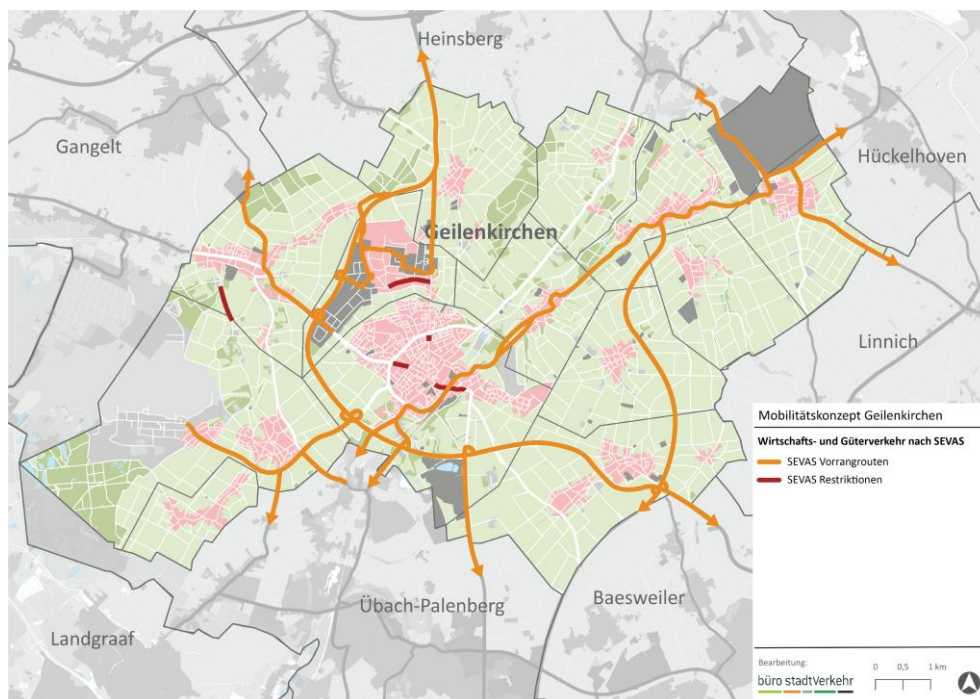 Heinsberg
Gangelt
Hückelhoven
Geilenkirchen
Linnich
Übach-Palenberg
Baesweiler
Landgraaf
Mobilitätskonzept Geilenkirchen
Wirtschafts- und Güterverkehr nach SEVAS
SEVAS Vorrangrouten
SEVAS Restriktionen
Bearbeitung:
büro stadtVerkehr
0 0,5 1 km